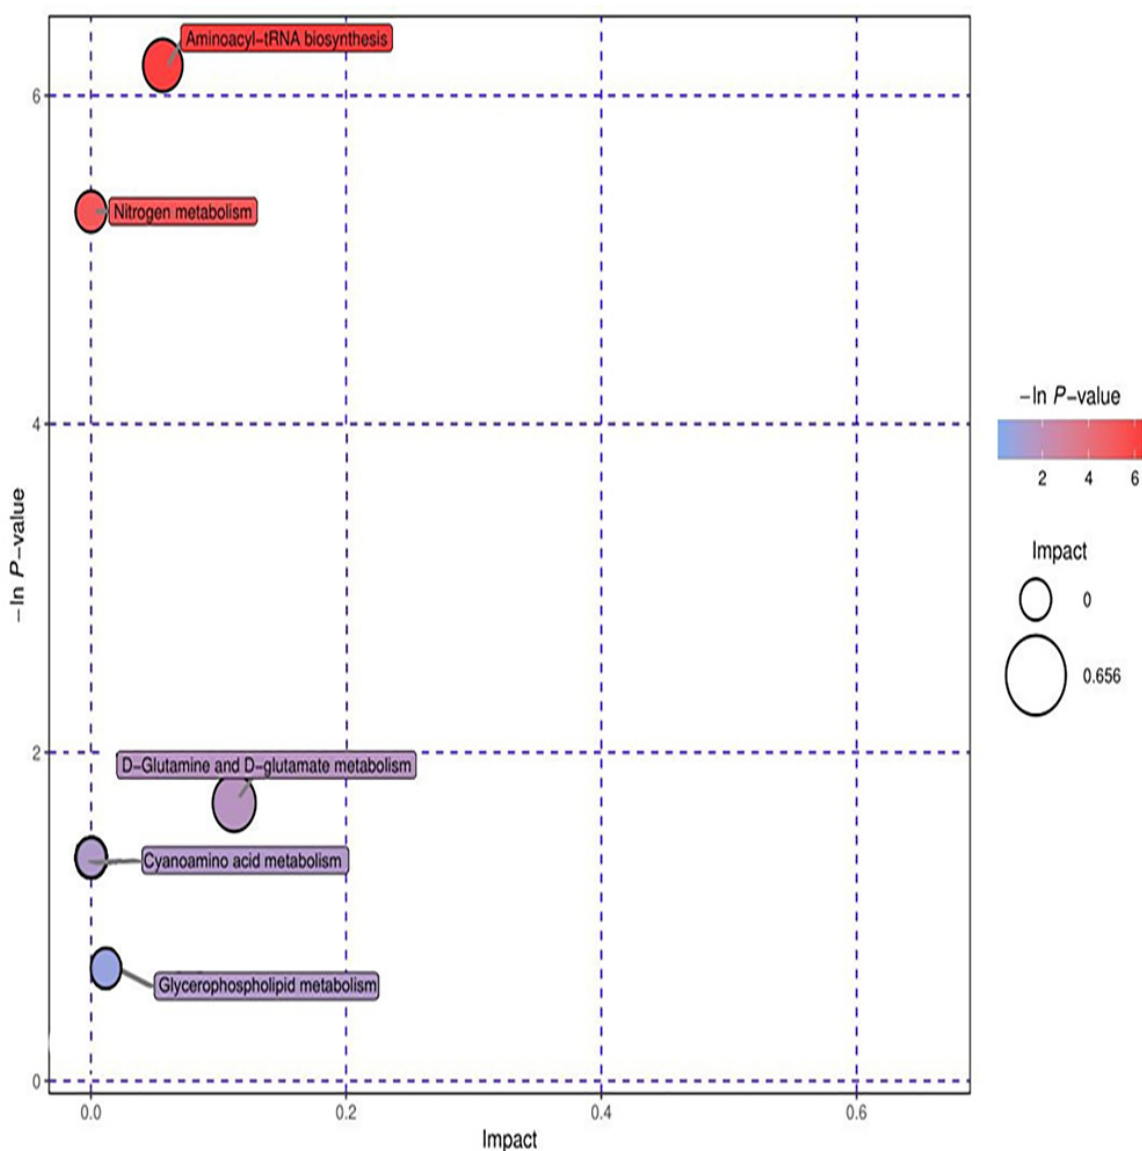 Aminoacyl−tRNA biosynthesis
6
Nitrogen metabolism
4
−ln P−value
2
D−Glutamine and D−glutamate metabolism
Cyanoamino acid metabolism
Glycerophospholipid metabolism
0
0.0 0.2 0.4 0.6
Impact
−ln P−value
2 4 6
Impact
0
0.656